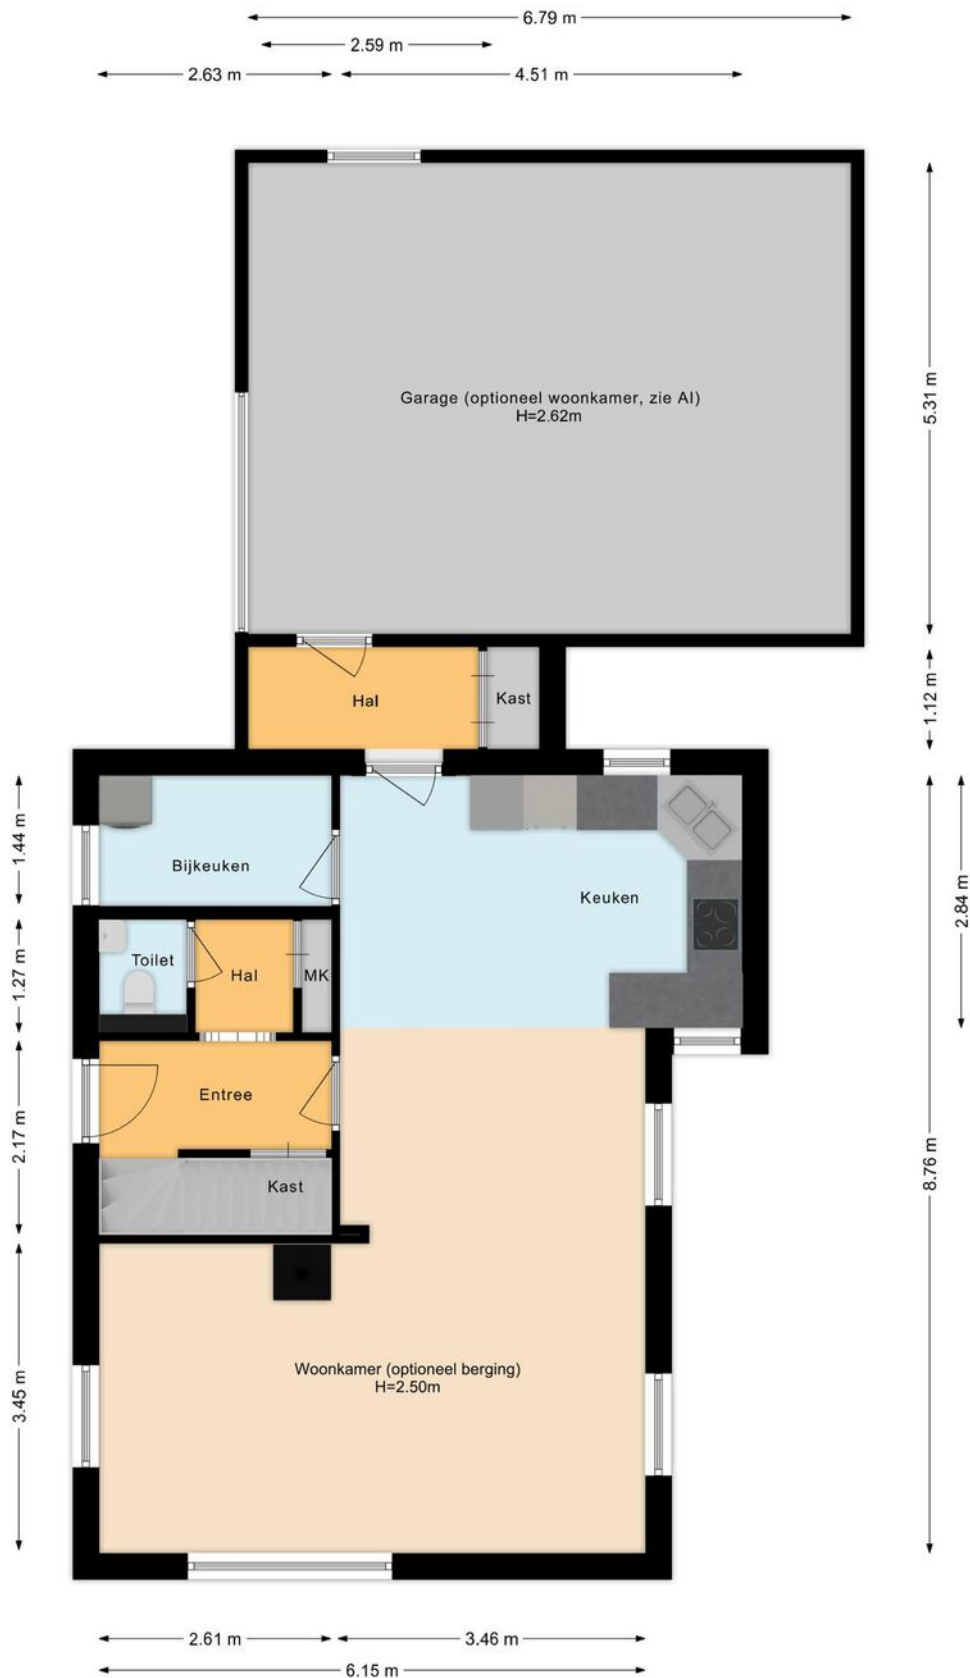 6.79 m
2.59 m
2.63 m
4.51 m
Garage (optioneel woonkamer, zie AI)
H=2.62m
5.31 m
Hal
Kast
1.12 m
1.44 m
Bijkeuken
Keuken
2.84 m
1.27 m
Toilet
Hal
MK
2.17 m
Entree
8.76 m
Kast
3.45 m
Woonkamer (optioneel berging)
H=2.50m
2.61 m
3.46 m
6.15 m